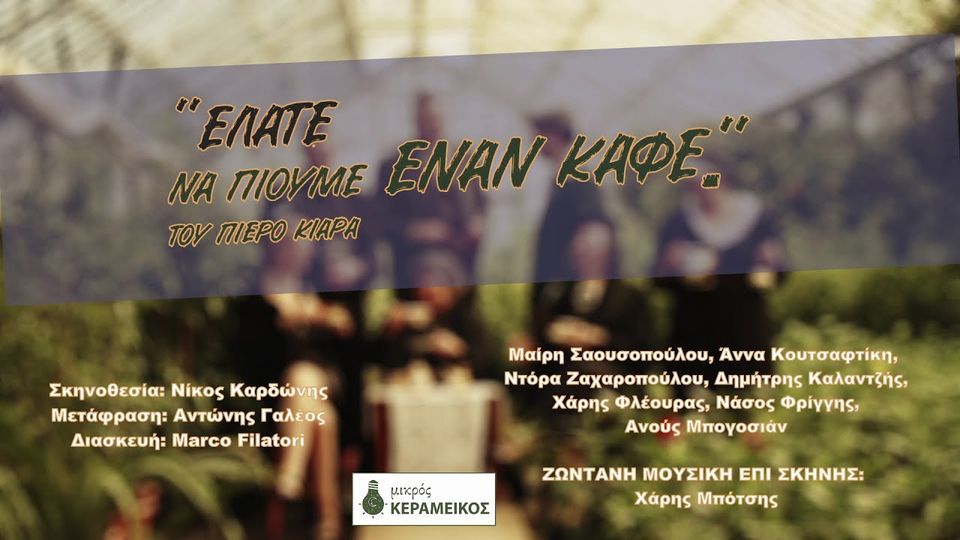 "ΕΛΑΤΕ
ΝΑ ΠΙΟΥΜΕ ΕΝΑΝ ΚΑΦΕ."
ΤΟΥ ΠΙΕΡΟ ΚΙΑΡΑ
Σκηνοθεσία: Νίκος Καρδώνης
Μετάφραση: Αντώνης Γαλέος
Διασκευή: Marco Filatori
Μαίρη Σαουσοπούλου, Άννα Κουτσαφτίκη,
Ντόρα Ζαχαροπούλου, Δημήτρης Καλαντζής,
Χάρης Φλέουρας, Νάσος Φρίγγης,
Ανούς Μπογοσιάν
ΖΩΝΤΑΝΗ ΜΟΥΣΙΚΗ ΕΠΙ ΣΚΗΝΗΣ:
Χάρης Μπότσης
μικρός
ΚΕΡΑΜΕΙΚΟΣ